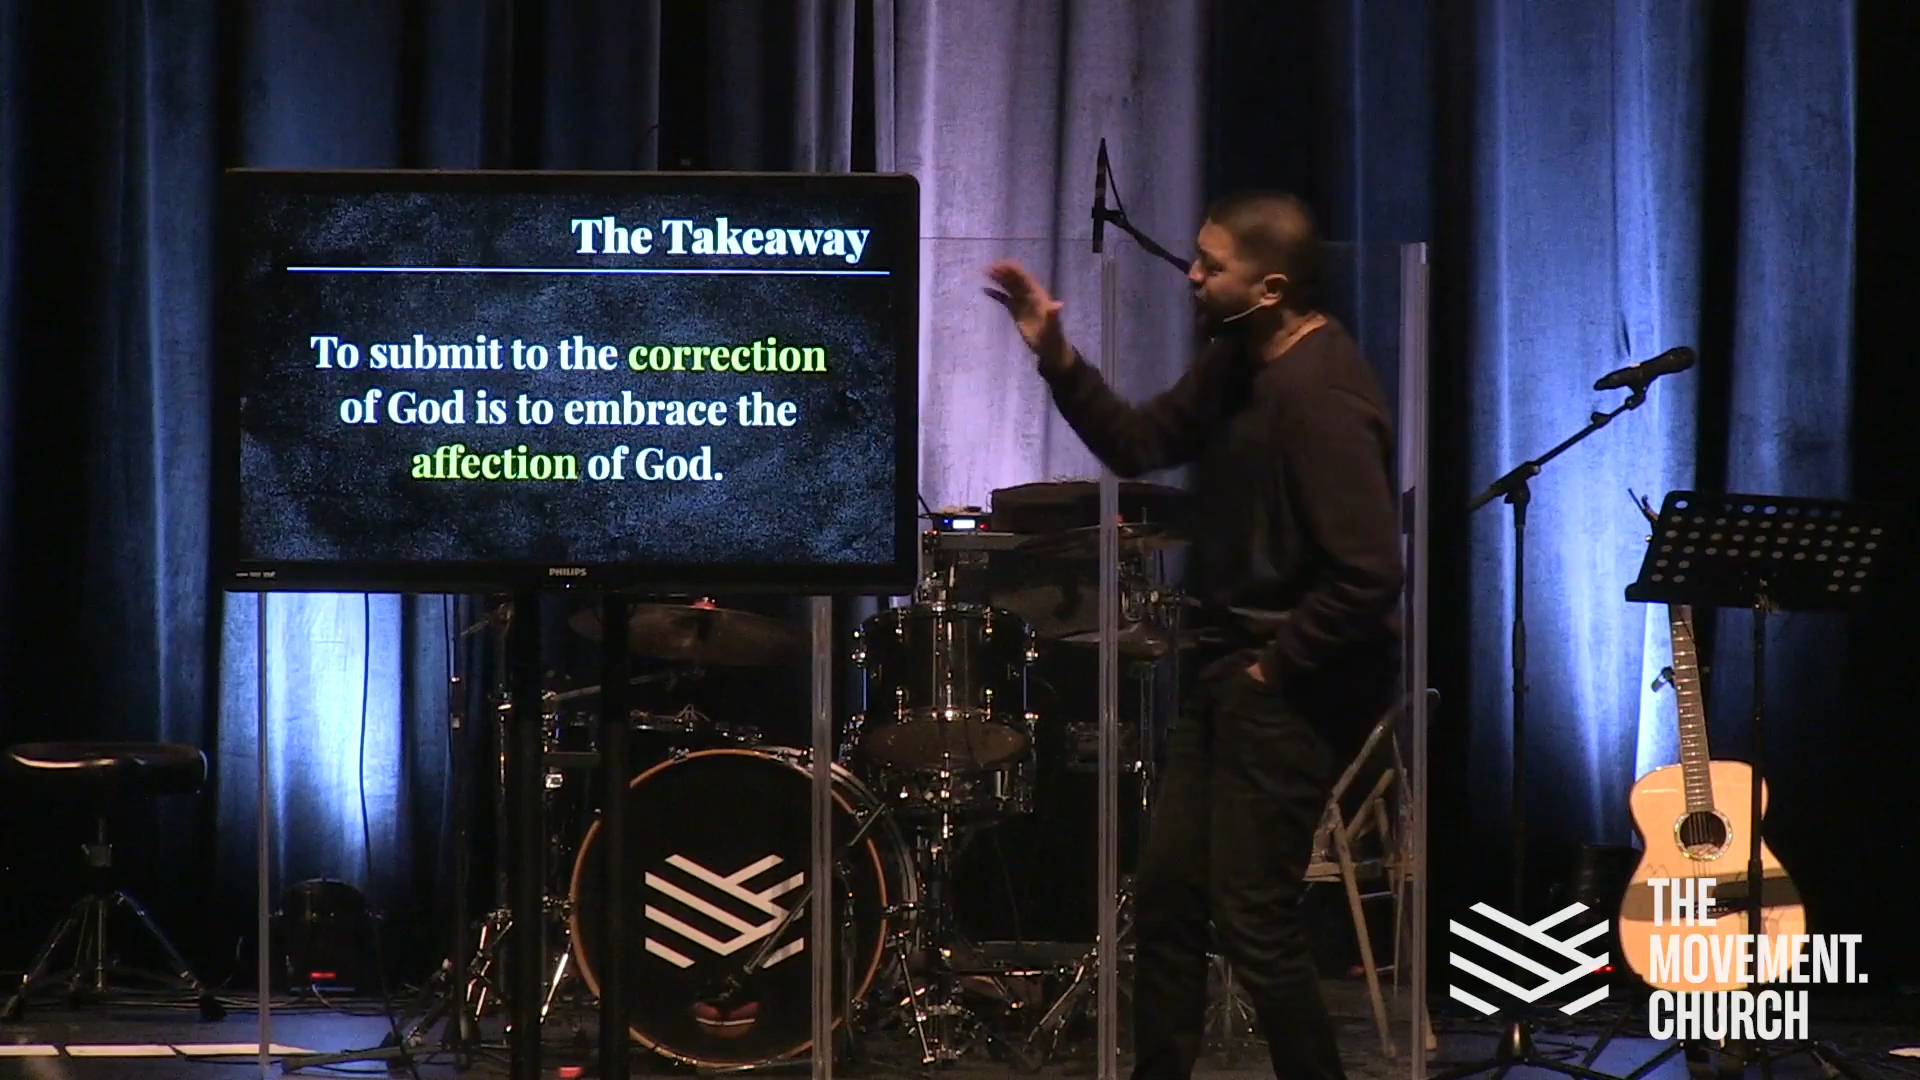 The Takeaway
To submit to the correction
of God is to embrace the
affection of God.
PHILIPS
THE
MOVEMENT.
CHURCH